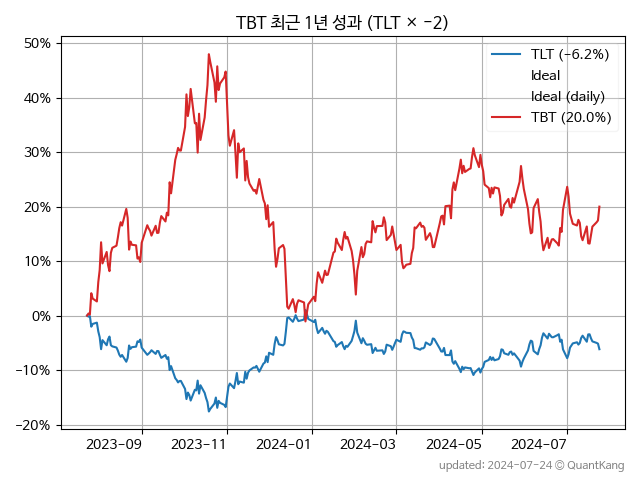 TBT 최근 1년 성과 (TLT × −2)
50%
40%
30%
20%
10%
0%
−10%
−20%
TLT (−6.2%)
Ideal
Ideal (daily)
TBT (20.0%)
2023−09
2023−11
2024−01
2024−03
2024−05
2024−07
updated: 2024−07−24 © QuantKang